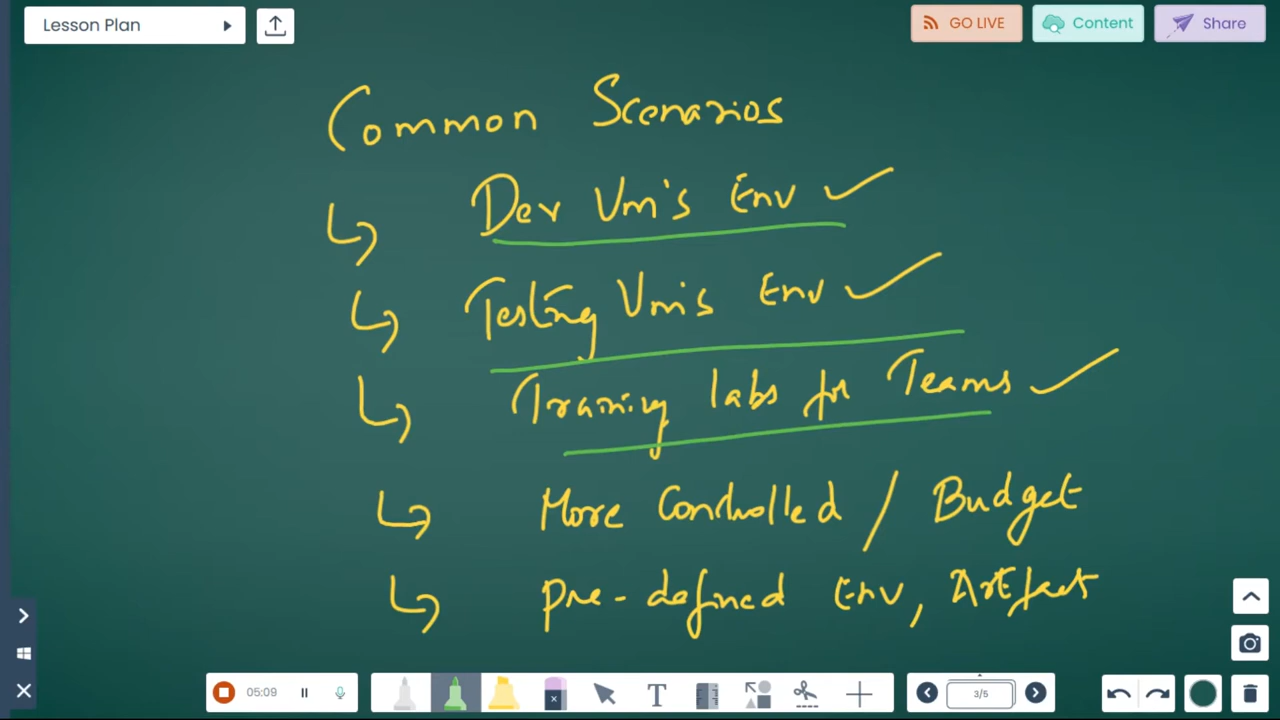 Lesson Plan
GO LIVE
Content
Share
Common Scenarios
Dev Vm's Env
Testing Vm's Env
Training labs for Teams
More Controlled / Budget
Pre-defined Env, Artefact
05:09
T
3/5